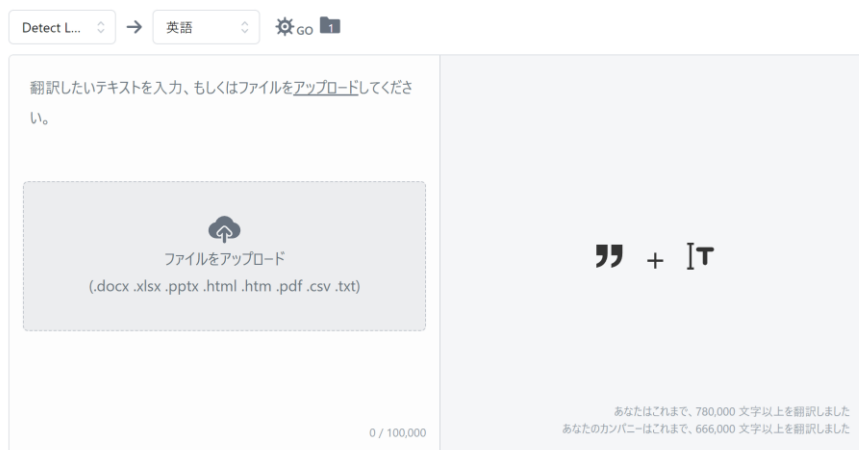 Detect L... → 英語 GO 1
翻訳したいテキストを入力、もしくはファイルをアップロードしてくださ
い。
ファイルをアップロード
(.docx .xlsx .pptx .html .htm .pdf .csv .txt)
” + T
0 / 100,000
あなたはこれまで、780,000 文字以上を翻訳しました
あなたのカンパニーはこれまで、666,000 文字以上を翻訳しました